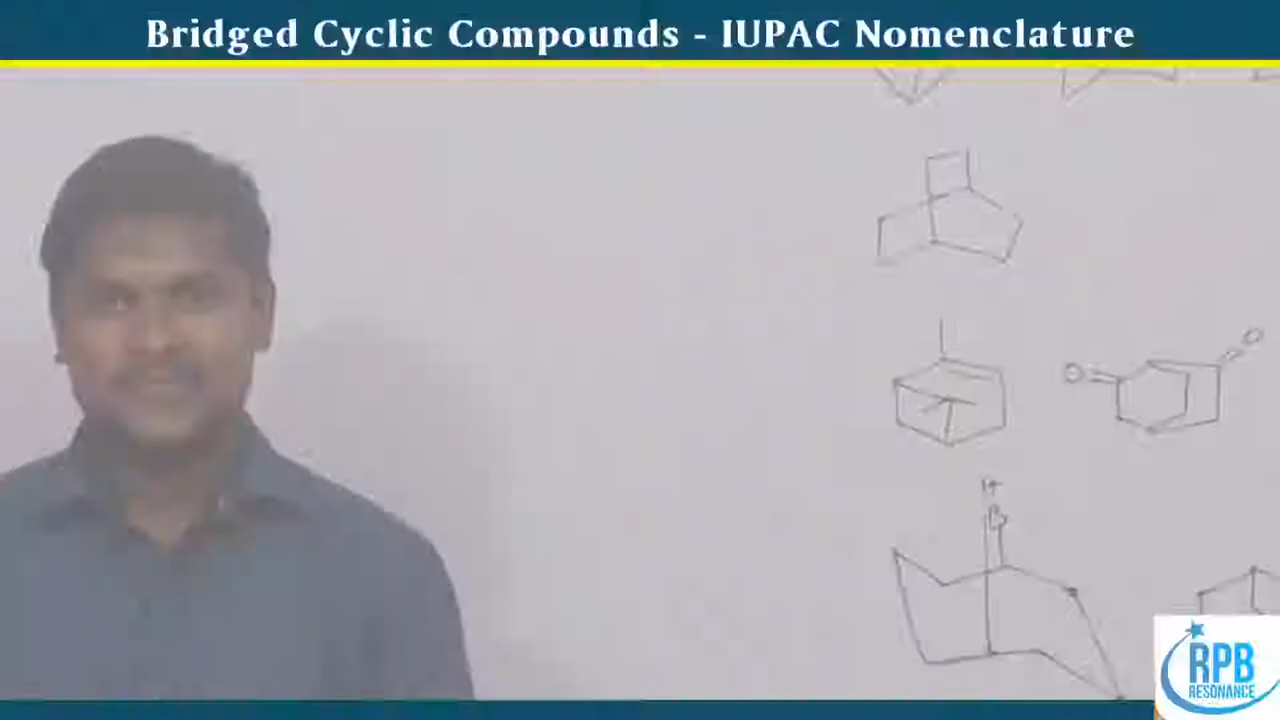 Bridged Cyclic Compounds - IUPAC Nomenclature
O
O
H
RPB
RESONANCE